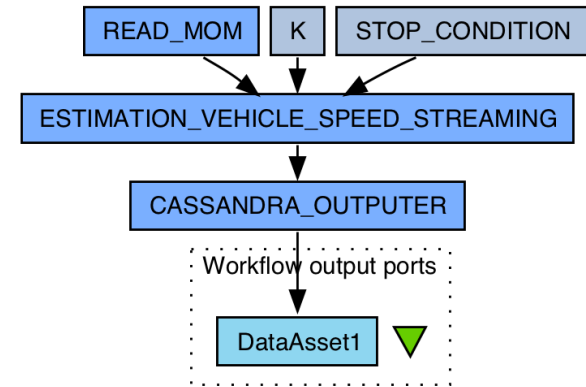 READ_MOM
K
STOP_CONDITION
ESTIMATION_VEHICLE_SPEED_STREAMING
CASSANDRA_OUTPUTER
Workflow output ports
DataAsset1